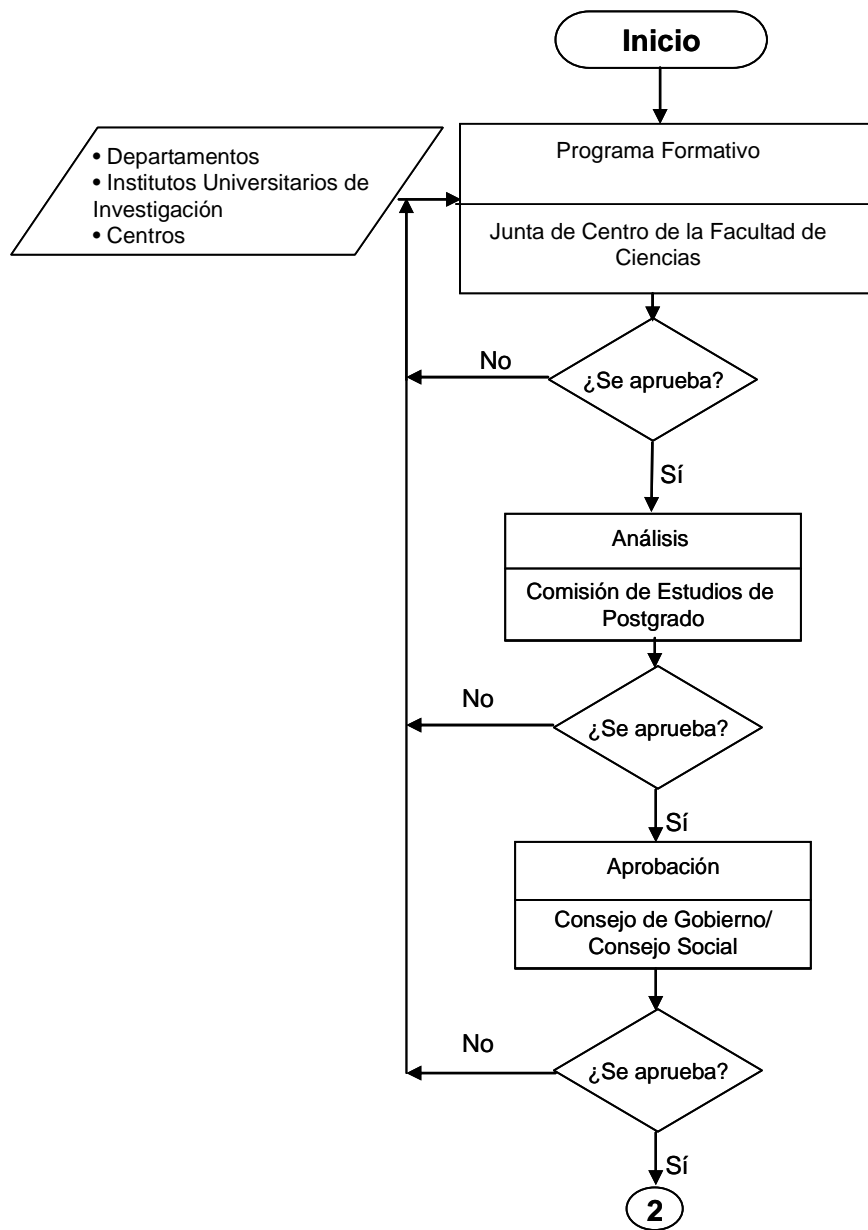 Inicio
• Departamentos
• Institutos Universitarios de
Investigación
• Centros
Programa Formativo
Junta de Centro de la Facultad de
Ciencias
No
¿Se aprueba?
Sí
Análisis
Comisión de Estudios de
Postgrado
No
¿Se aprueba?
Sí
Aprobación
Consejo de Gobierno/
Consejo Social
No
¿Se aprueba?
Sí
2